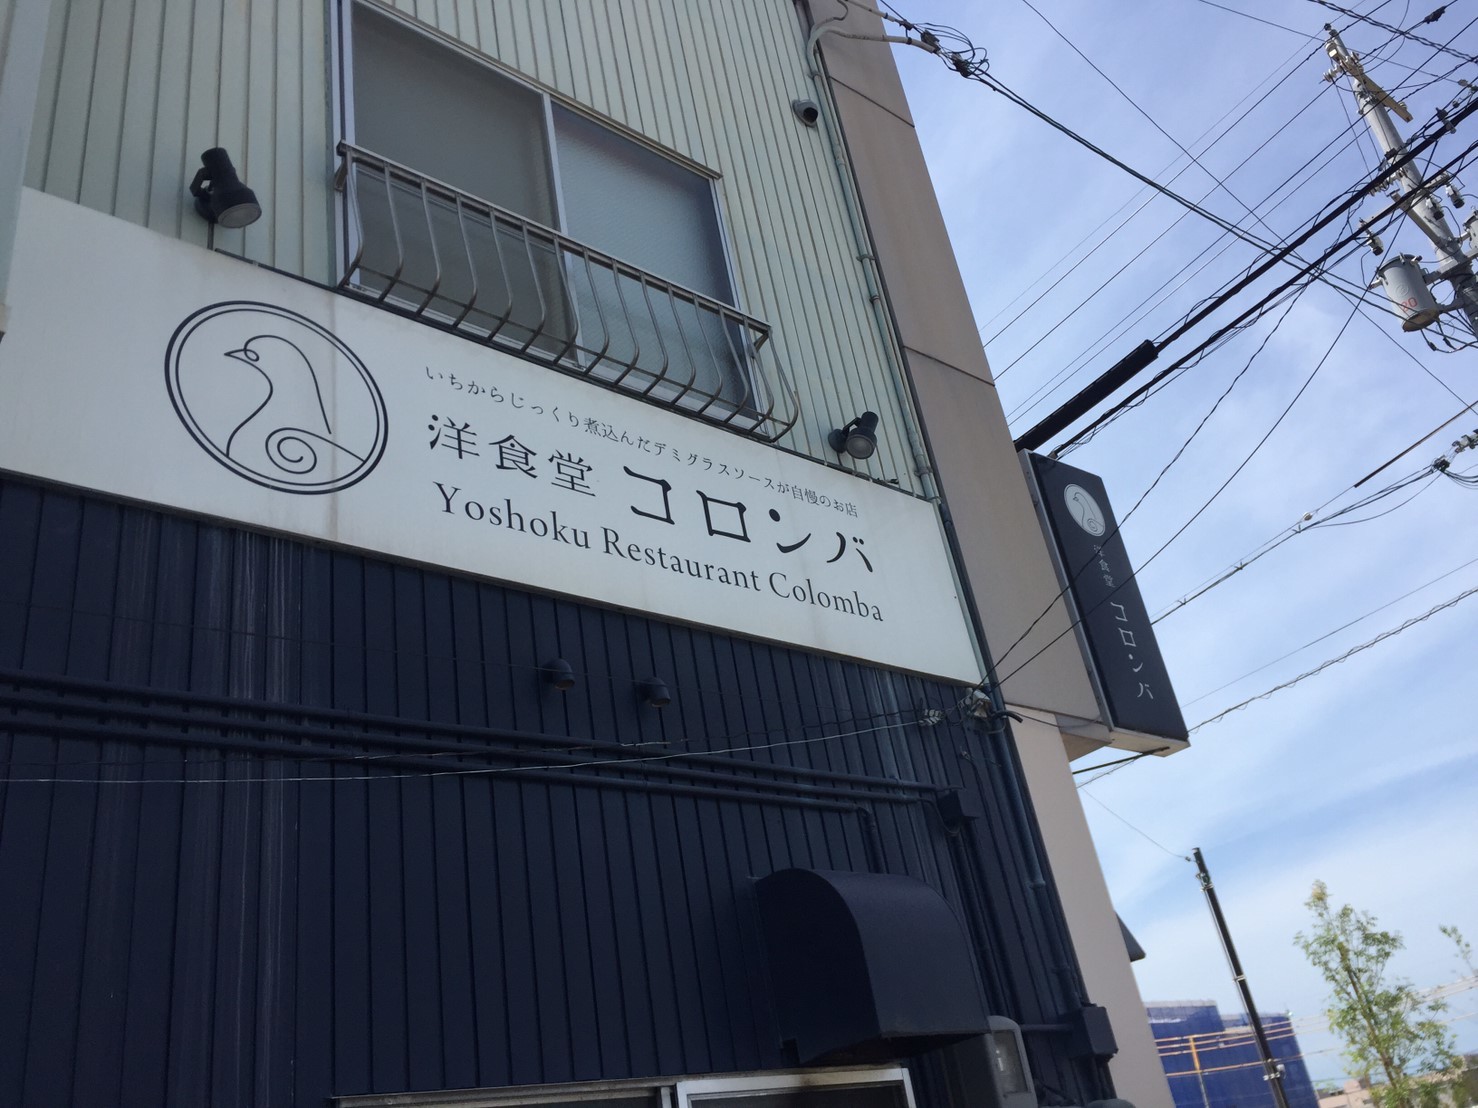 いちからじっくり煮込んだデミグラスソースが自慢のお店
洋食堂 コロンバ
Yoshoku Restaurant Colomba
洋食堂 コロンバ
30